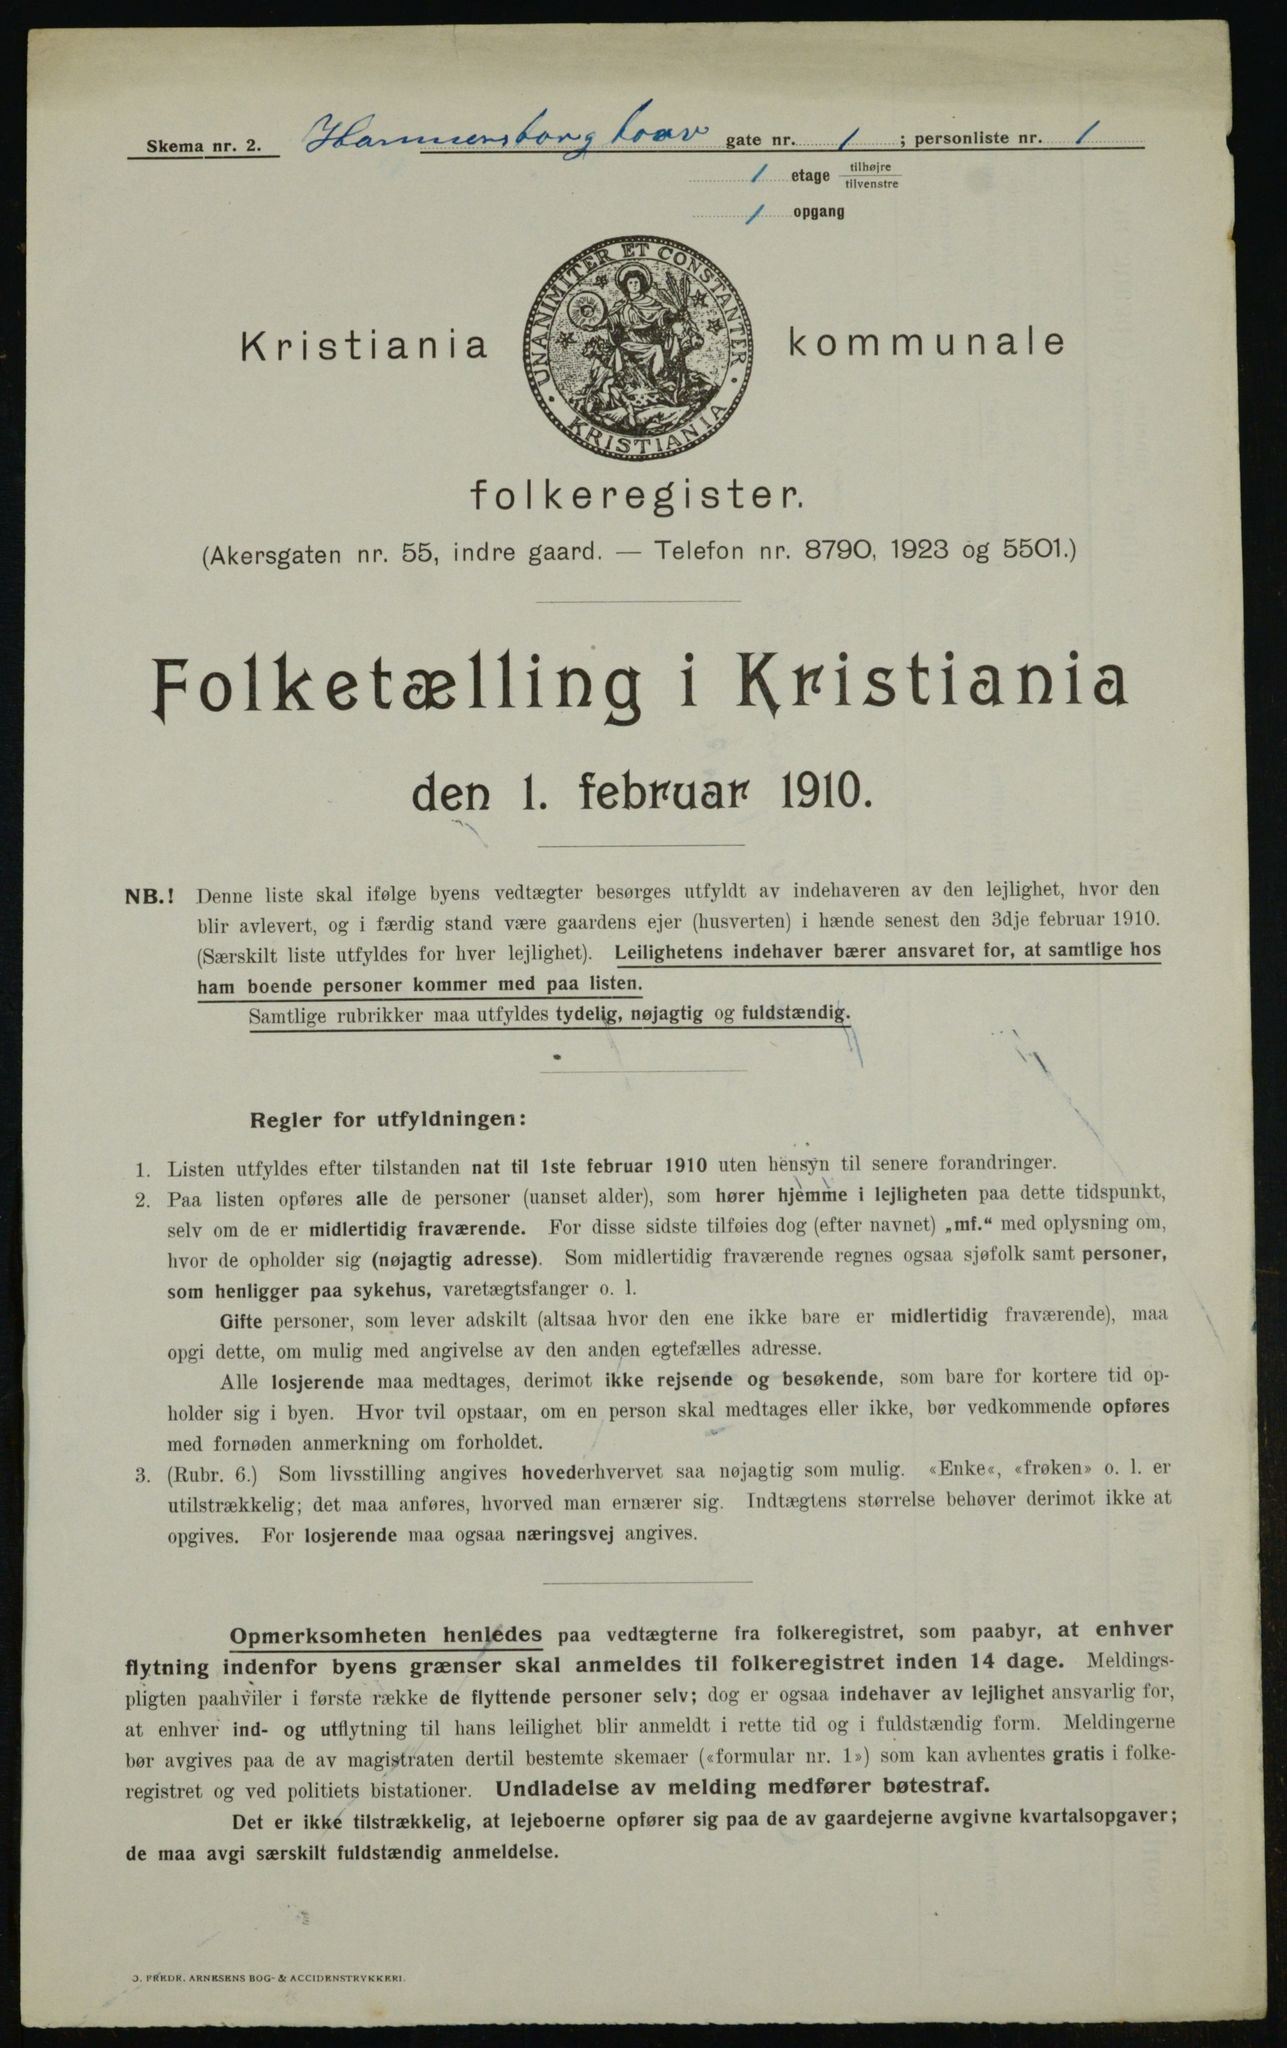 Skema nr. 2. Hammersborg torv gate nr. 1 ; personliste nr. 1
1 etage tilhøjre tilvenstre
1 opgang
UNANIMITER ET CONSTANTER
KRISTIANIA
Kristiania kommunale
folkeregister.
(Akersgaten nr. 55, indre gaard. — Telefon nr. 8790, 1923 og 5501.)
Folketælling i Kristiania
den 1. februar 1910.
NB.! Denne liste skal ifølge byens vedtægter besørges utfyldt av indehaveren av den lejlighet, hvor den
blir avlevert, og i færdig stand være gaardens ejer (husverten) i hænde senest den 3dje februar 1910.
(Særskilt liste utfyldes for hver lejlighet). Leilighetens indehaver bærer ansvaret for, at samtlige hos
ham boende personer kommer med paa listen.
Samtlige rubrikker maa utfyldes tydelig, nøjagtig og fuldstændig.
Regler for utfyldningen:
1. Listen utfyldes efter tilstanden nat til 1ste februar 1910 uten hensyn til senere forandringer.
2. Paa listen opføres alle de personer (uanset alder), som hører hjemme i lejligheten paa dette tidspunkt,
selv om de er midlertidig fraværende. For disse sidste tilføies dog (efter navnet) „mf.“ med oplysning om,
hvor de opholder sig (nøjagtig adresse). Som midlertidig fraværende regnes ogsaa sjøfolk samt personer,
som henligger paa sykehus, varetægtsfanger o. l.
Gifte personer, som lever adskilt (altsaa hvor den ene ikke bare er midlertidig fraværende), maa
opgi dette, om mulig med angivelse av den anden egtefælles adresse.
Alle losjerende maa medtages, derimot ikke rejsende og besøkende, som bare for kortere tid op-
holder sig i byen. Hvor tvil opstaar, om en person skal medtages eller ikke, bør vedkommende opføres
med fornøden anmerkning om forholdet.
3. (Rubr. 6.) Som livsstilling angives hovederhvervet saa nøjagtig som mulig. «Enke«, «frøken» o. l. er
utilstrækkelig; det maa anføres, hvorved man ernærer sig. Indtægtens størrelse behøver derimot ikke at
opgives. For losjerende maa ogsaa næringsvej angives.
Opmerksomheten henledes paa vedtægterne fra folkeregistret, som paabyr, at enhver
flytning indenfor byens grænser skal anmeldes til folkeregistret inden 14 dage. Meldings-
pligten paahviler i første række de flyttende personer selv; dog er ogsaa indehaver av lejlighet ansvarlig for,
at enhver ind- og utflytning til hans leilighet blir anmeldt i rette tid og i fuldstændig form. Meldingerne
bør avgives paa de av magistraten dertil bestemte skemaer («formular nr. 1») som kan avhentes gratis i folke-
registret og ved politiets bistationer. Undladelse av melding medfører bøtestraf.
Det er ikke tilstrækkelig, at lejeboerne opfører sig paa de av gaardejerne avgivne kvartalsopgaver;
de maa avgi særskilt fuldstændig anmeldelse.
O. FREDR. ARNESENS BOG- & ACCIDENSTRYKKERI.